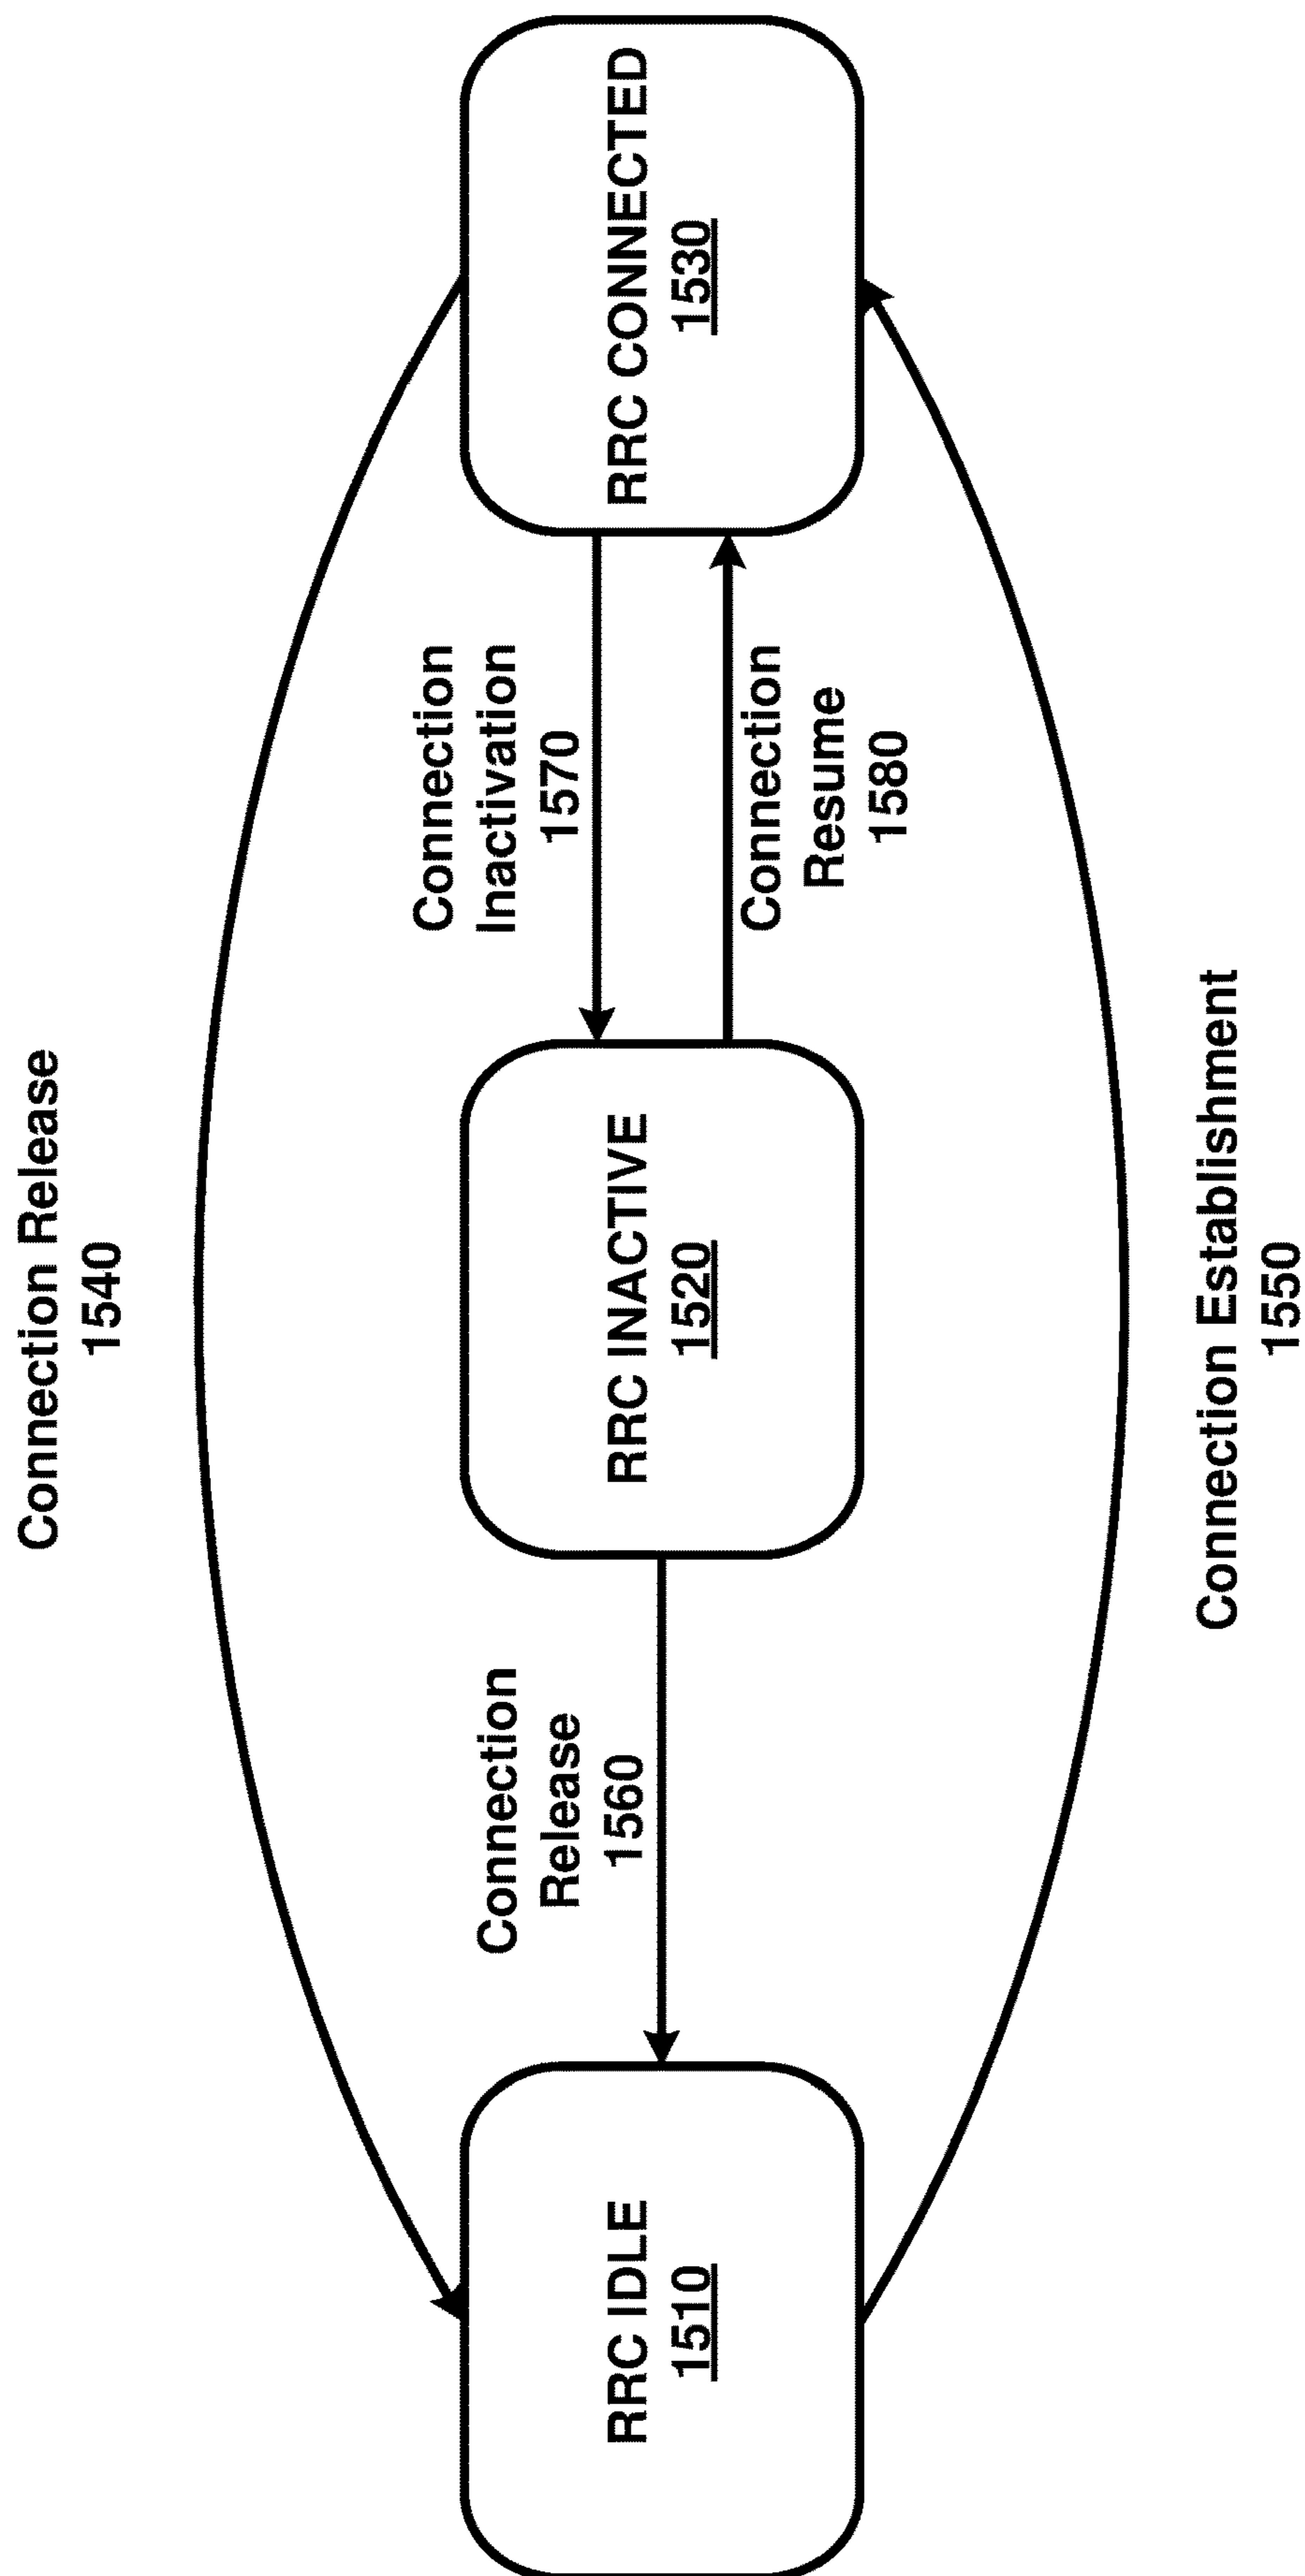 Connection Release
1540
RRC IDLE
1510
Connection
Release
1560
RRC INACTIVE
1520
Connection
Inactivation
1570
Connection
Resume
1580
RRC CONNECTED
1530
Connection Establishment
1550